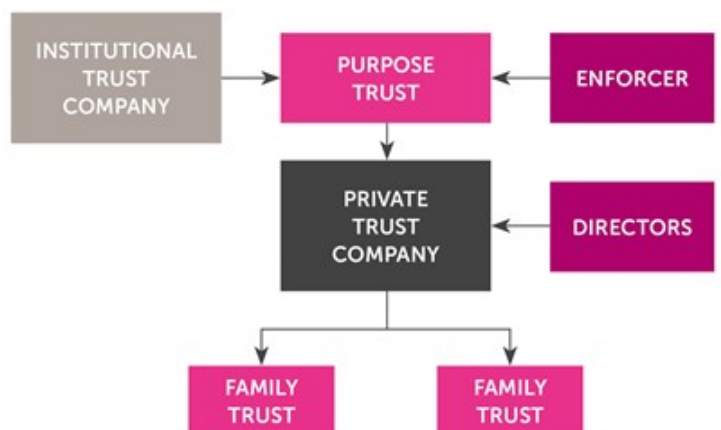 INSTITUTIONAL
TRUST
COMPANY
PURPOSE
TRUST
ENFORCER
PRIVATE
TRUST
COMPANY
DIRECTORS
FAMILY
TRUST
FAMILY
TRUST